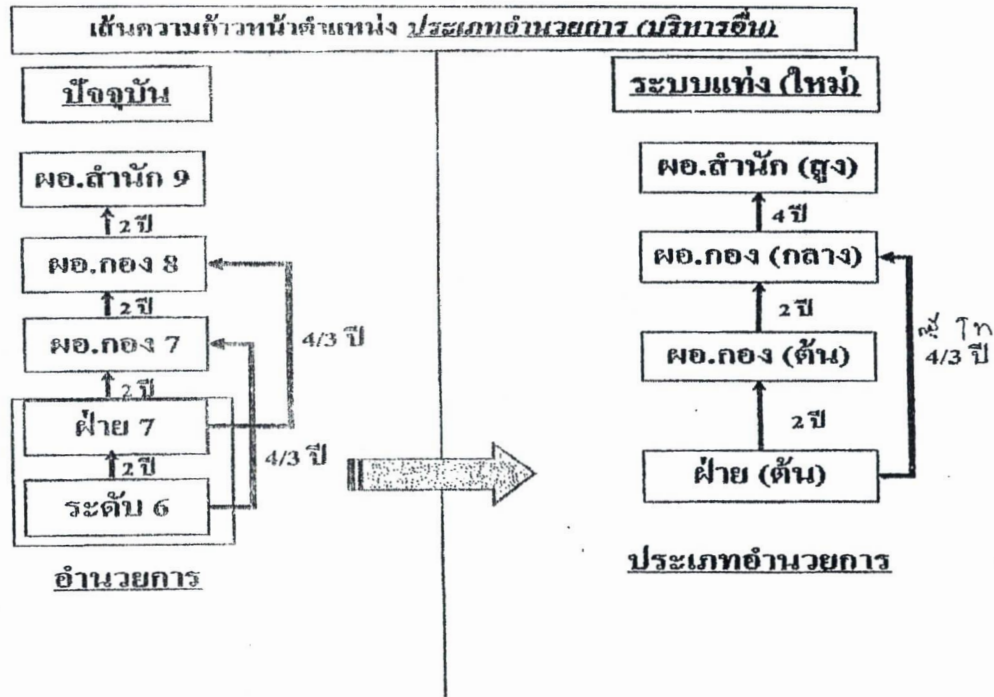 เส้นความก้าวหน้าตำแหน่ง ประเภทอำนวยการ (บริหารอื่น)
ปัจจุบัน
ผอ.สำนัก 9
2 ปี
ผอ.กอง 8
2 ปี
ผอ.กอง 7
4/3 ปี
2 ปี
ฝ่าย 7
4/3 ปี
2 ปี
ระดับ 6
อำนวยการ
ระบบแท่ง (ใหม่)
ผอ.สำนัก (สูง)
4 ปี
ผอ.กอง (กลาง)
2 ปี
โท
4/3 ปี
ผอ.กอง (ต้น)
2 ปี
ฝ่าย (ต้น)
ประเภทอำนวยการ